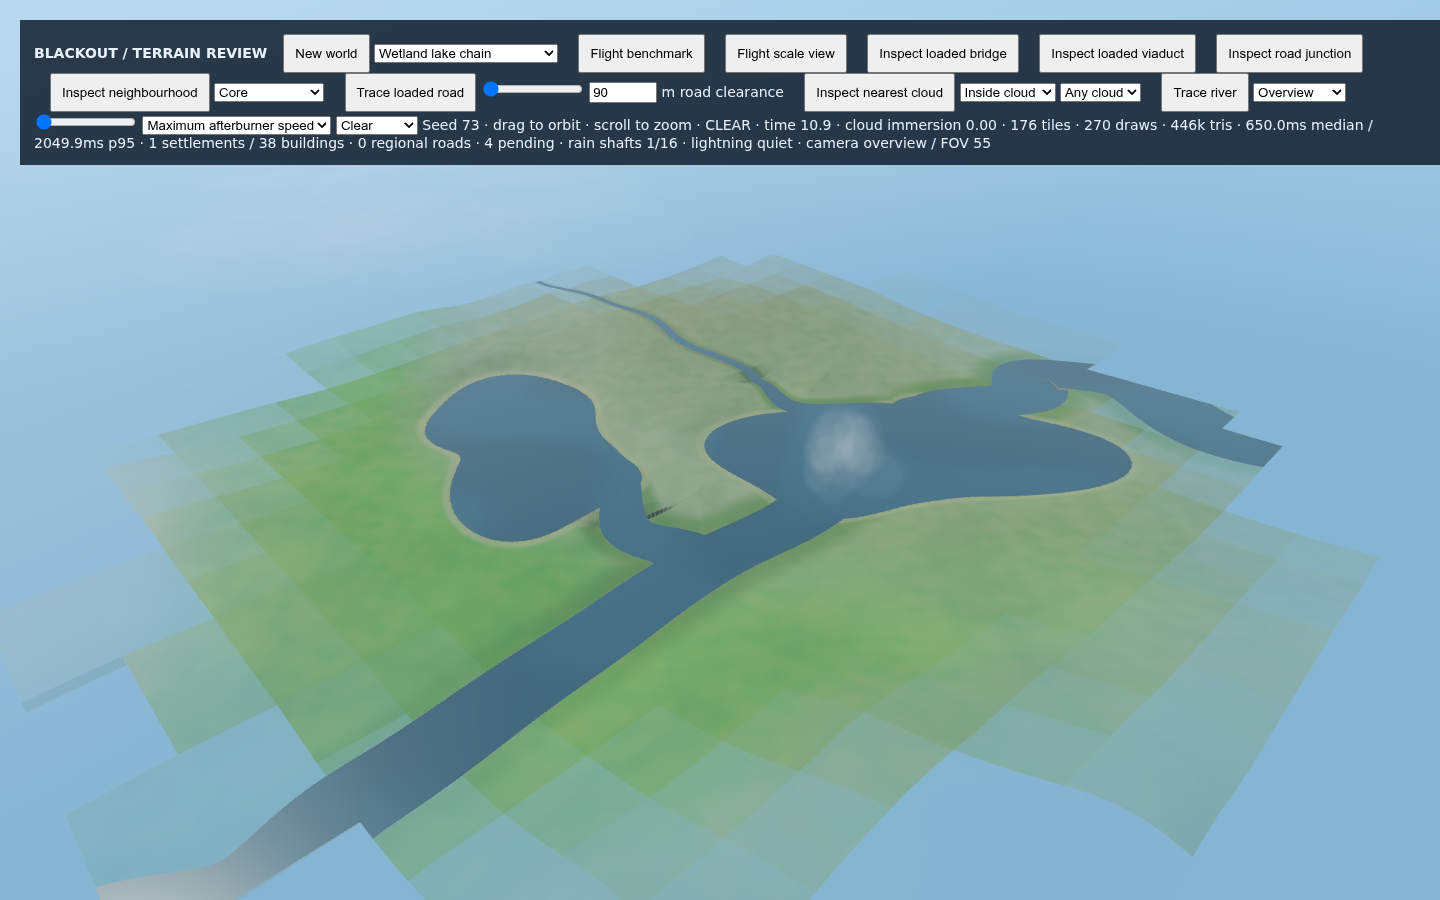 BLACKOUT / TERRAIN REVIEW New world Wetland lake chain Flight benchmark Flight scale view Inspect loaded bridge Inspect loaded viaduct Inspect road junction
Inspect neighbourhood Core Trace loaded road 90 m road clearance Inspect nearest cloud Inside cloud Any cloud Trace river Overview
Maximum afterburner speed Clear Seed 73 · drag to orbit · scroll to zoom · CLEAR · time 10.9 · cloud immersion 0.00 · 176 tiles · 270 draws · 446k tris · 650.0ms median /
2049.9ms p95 · 1 settlements / 38 buildings · 0 regional roads · 4 pending · rain shafts 1/16 · lightning quiet · camera overview / FOV 55